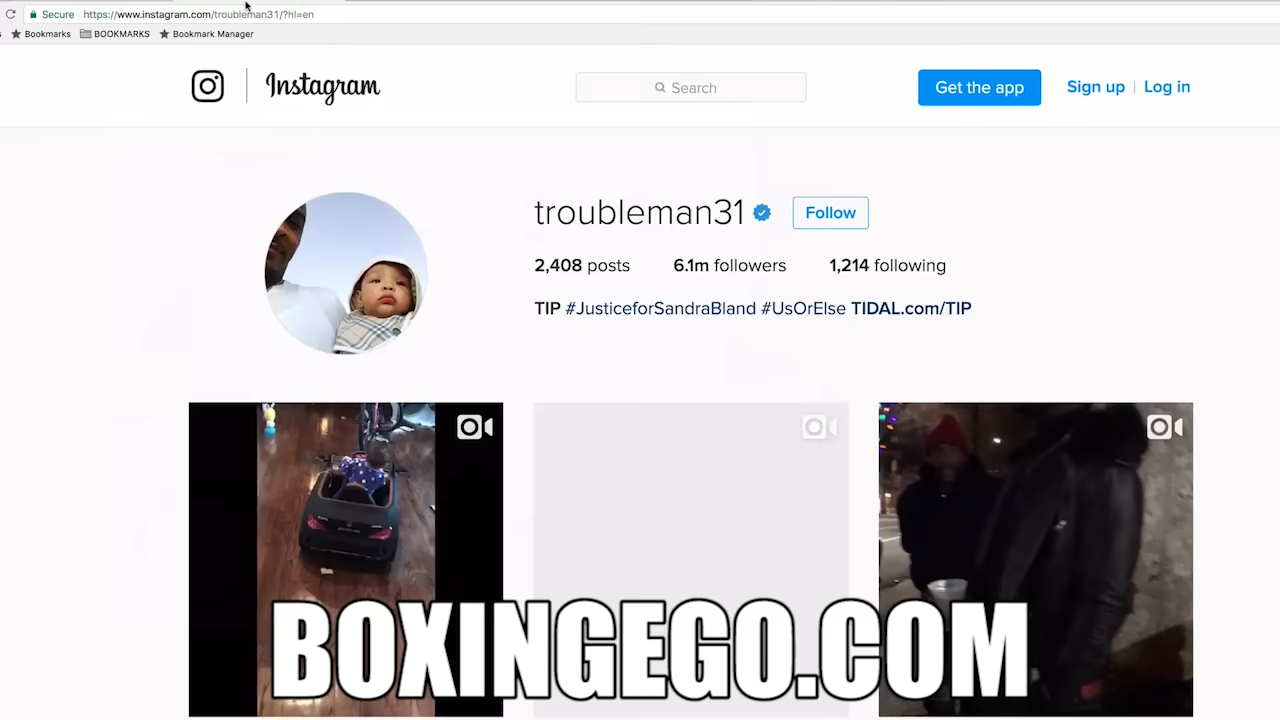 Secure https://www.instagram.com/troubleman31/?hl=en
Bookmarks BOOKMARKS Bookmark Manager
Instagram Search Get the app Sign up Log in
troubleman31 Follow
2,408 posts 6.1m followers 1,214 following
TIP #JusticeforSandraBland #UsOrElse TIDAL.com/TIP
BOXINGEGO.COM